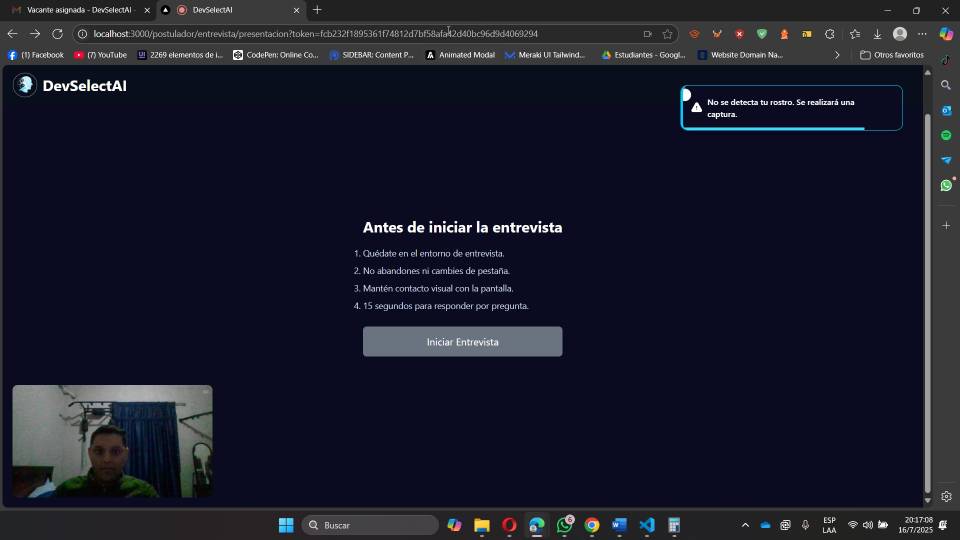 Vacante asignada - DevSelectAI -
DevSelectAI
localhost:3000/postulador/entrevista/presentacion?token=fcb232f1895361f74812d7bf58afa42d40bc96d9d4069294
(1) Facebook
(7) YouTube
2269 elementos de i...
CodePen: Online Co...
SIDEBAR: Content P...
Animated Modal
Meraki UI Tailwind...
Estudiantes - Googl...
Website Domain Na...
Otros favoritos
DevSelectAI
No se detecta tu rostro. Se realizará una
captura.
Antes de iniciar la entrevista
1. Quédate en el entorno de entrevista.
2. No abandones ni cambies de pestaña.
3. Mantén contacto visual con la pantalla.
4. 15 segundos para responder por pregunta.
Iniciar Entrevista
Buscar
6
ESP
LAA
20:17:08
16/7/2025